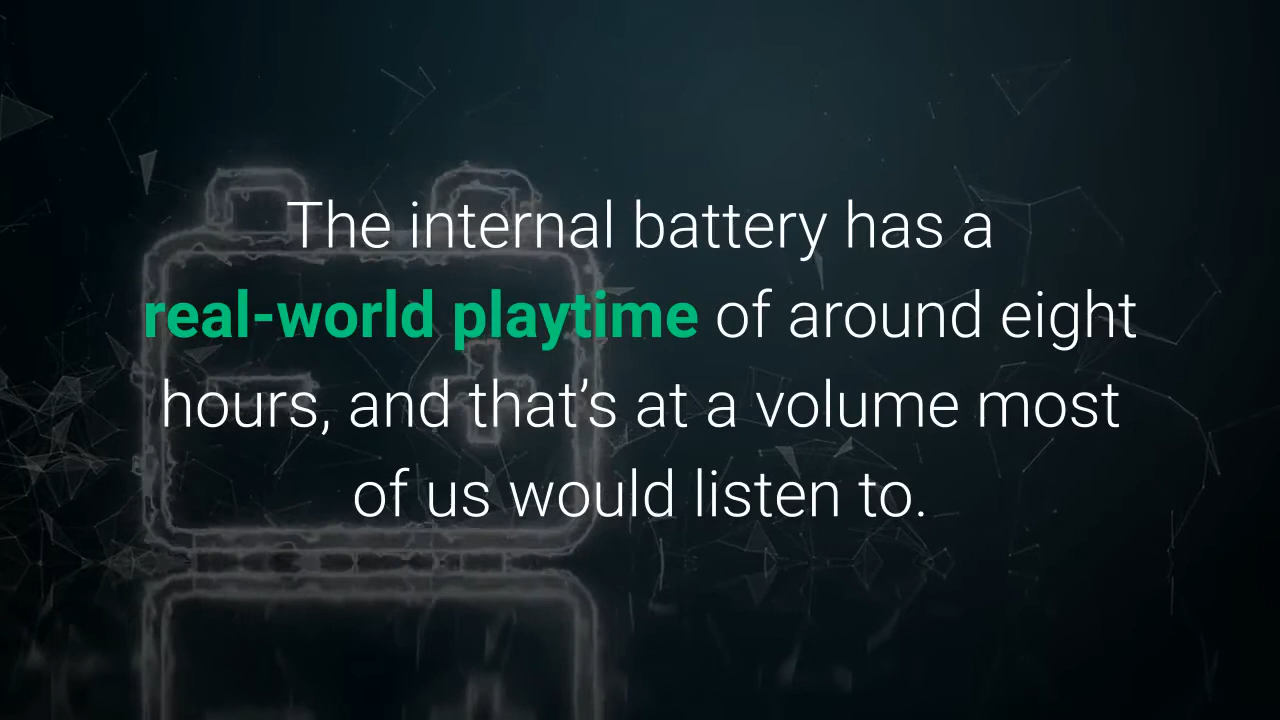 The internal battery has a
real-world playtime of around eight
hours, and that’s at a volume most
of us would listen to.